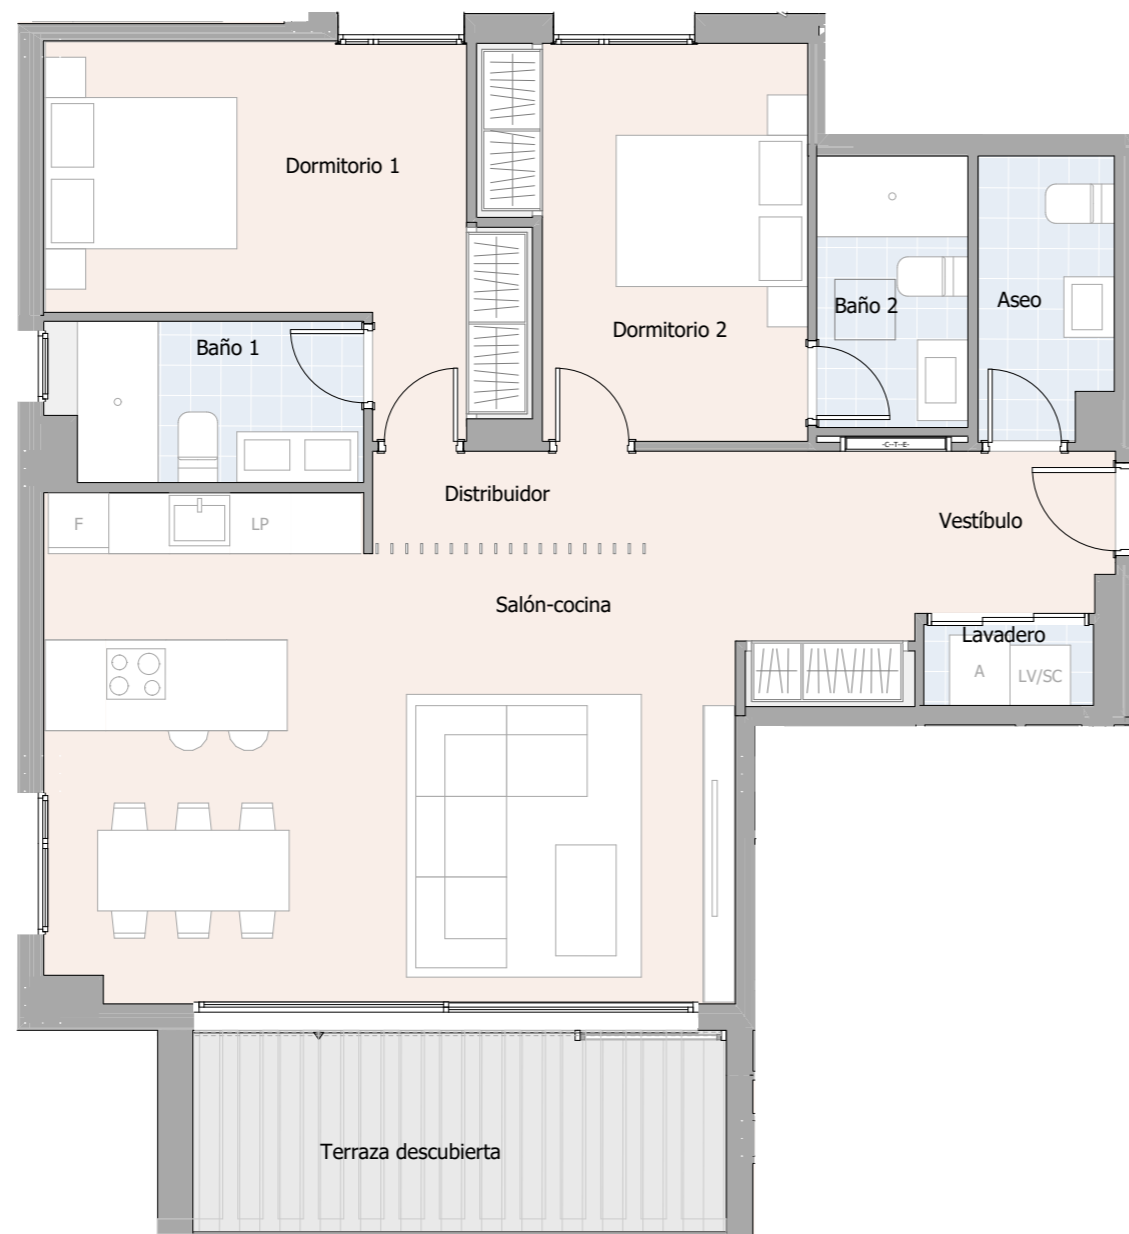 Dormitorio 1
Dormitorio 2
Baño 2
Aseo
Baño 1
-C-T-E-
Distribuidor
Vestíbulo
F
LP
Salón-cocina
Lavadero
A
LV/SC
Terraza descubierta